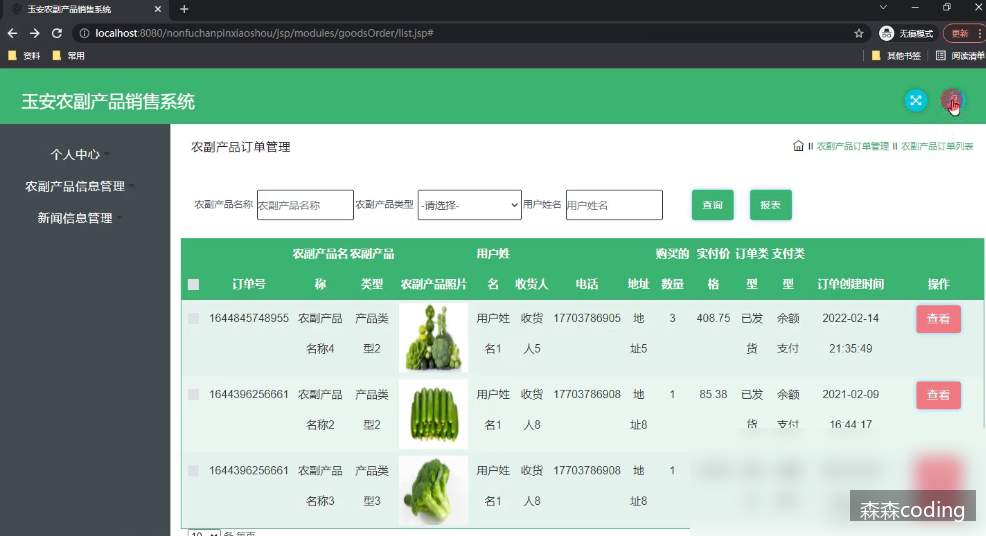 玉安农副产品销售系统
更新
localhost:8080/nonfuchanpinxiaoshou/jsp/modules/goodsOrder/list.jsp#
无痕模式
资料
常用
其他书签
阅读清单
玉安农副产品销售系统
个人中心
农副产品信息管理
新闻信息管理
农副产品订单管理
农副产品订单管理
农副产品订单列表
农副产品名称 农副产品名称 农副产品类型 -请选择- 用户姓名 用户姓名 查询 报表
农副产品名 农副产品 用户姓 购买的 实付价 订单类 支付类
订单号 称 类型 农副产品照片 名 收货人 电话 地址 数量 格 型 型 订单创建时间 操作
1644845748955 农副产品 产品类 用户姓 收货 17703786905 地 3 408.75 已发 余额 2022-02-14 查看
名称4 型2 名1 人5 址5 货 支付 21:35:49
1644396256661 农副产品 产品类 用户姓 收货 17703786908 地 1 85.38 已发 余额 2021-02-09 查看
名称2 型2 名1 人8 址8 货 支付 16:44:17
1644396256661 农副产品 产品类 用户姓 收货 17703786908 地 1
名称3 型3 名1 人8 址8
森森coding